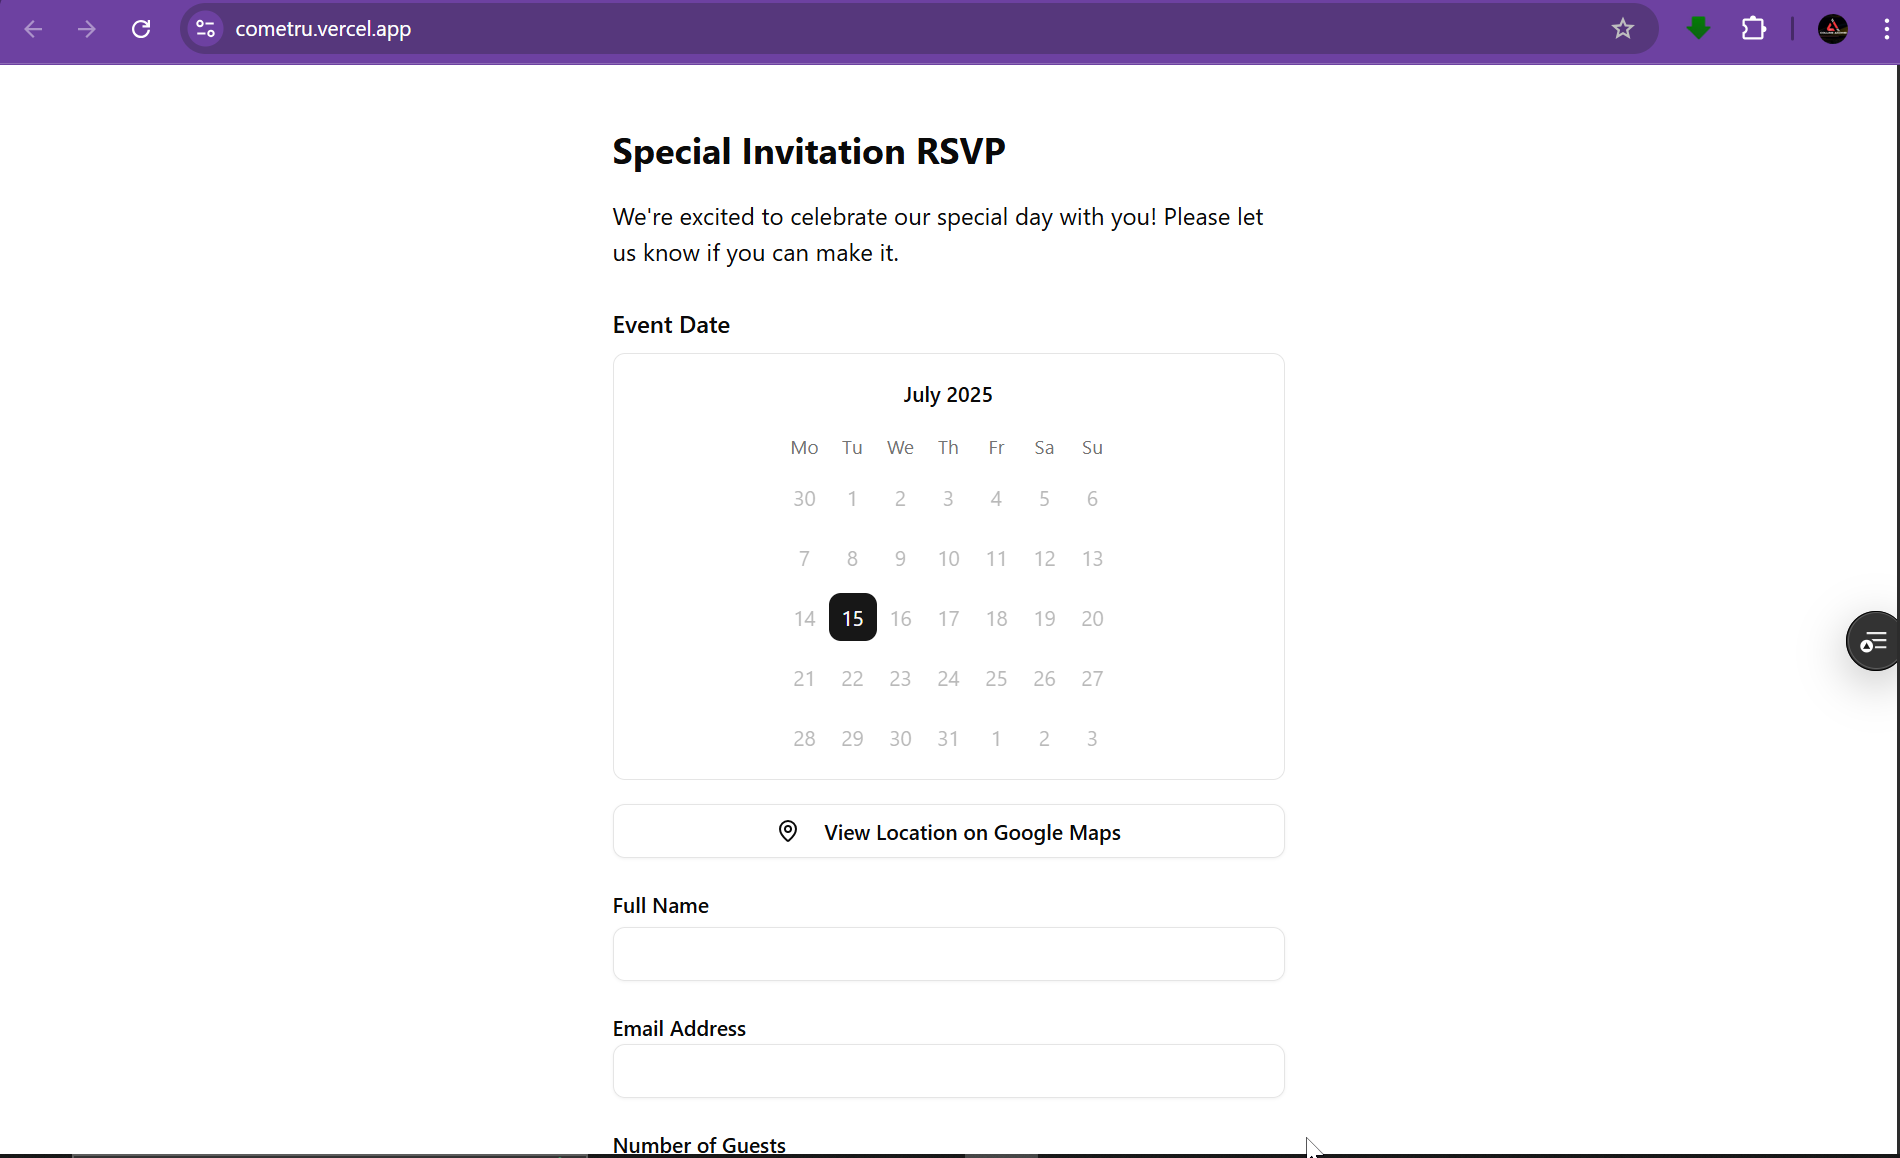 cometru.vercel.app
Special Invitation RSVP
We're excited to celebrate our special day with you! Please let
us know if you can make it.
Event Date
July 2025
Mo Tu We Th Fr Sa Su
30 1 2 3 4 5 6
7 8 9 10 11 12 13
14 15 16 17 18 19 20
21 22 23 24 25 26 27
28 29 30 31 1 2 3
View Location on Google Maps
Full Name
Email Address
Number of Guests